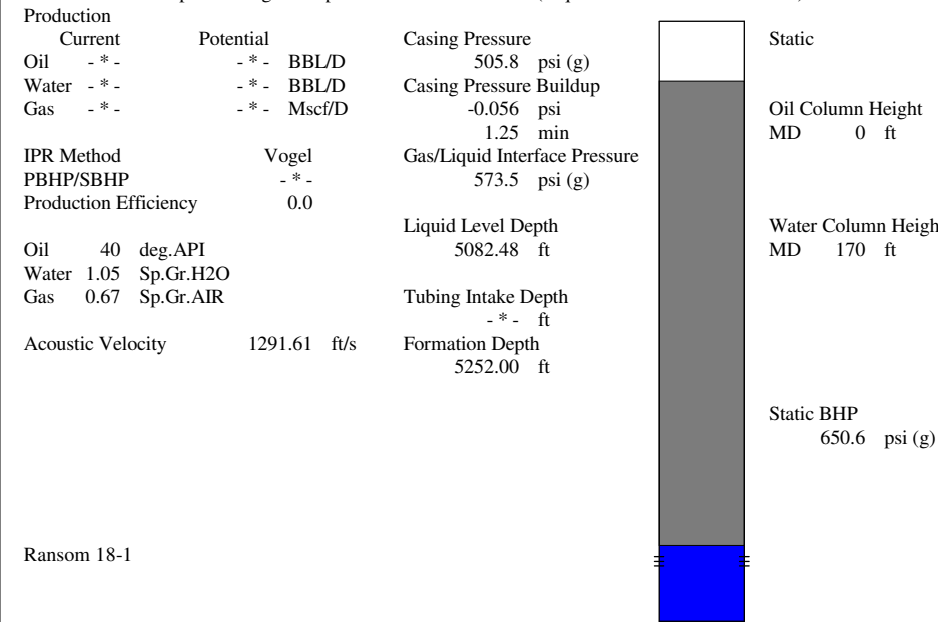 Production
Current Potential
Oil - * - - * - BBL/D
Water - * - - * - BBL/D
Gas - * - - * - Mscf/D
IPR Method Vogel
PBHP/SBHP - * -
Production Efficiency 0.0
Oil 40 deg.API
Water 1.05 Sp.Gr.H2O
Gas 0.67 Sp.Gr.AIR
Acoustic Velocity 1291.61 ft/s
Casing Pressure
505.8 psi (g)
Casing Pressure Buildup
-0.056 psi
1.25 min
Gas/Liquid Interface Pressure
573.5 psi (g)
Liquid Level Depth
5082.48 ft
Tubing Intake Depth
- * - ft
Formation Depth
5252.00 ft
Static
Oil Column Height
MD 0 ft
Water Column Heigh
MD 170 ft
Static BHP
650.6 psi (g)
Ransom 18-1